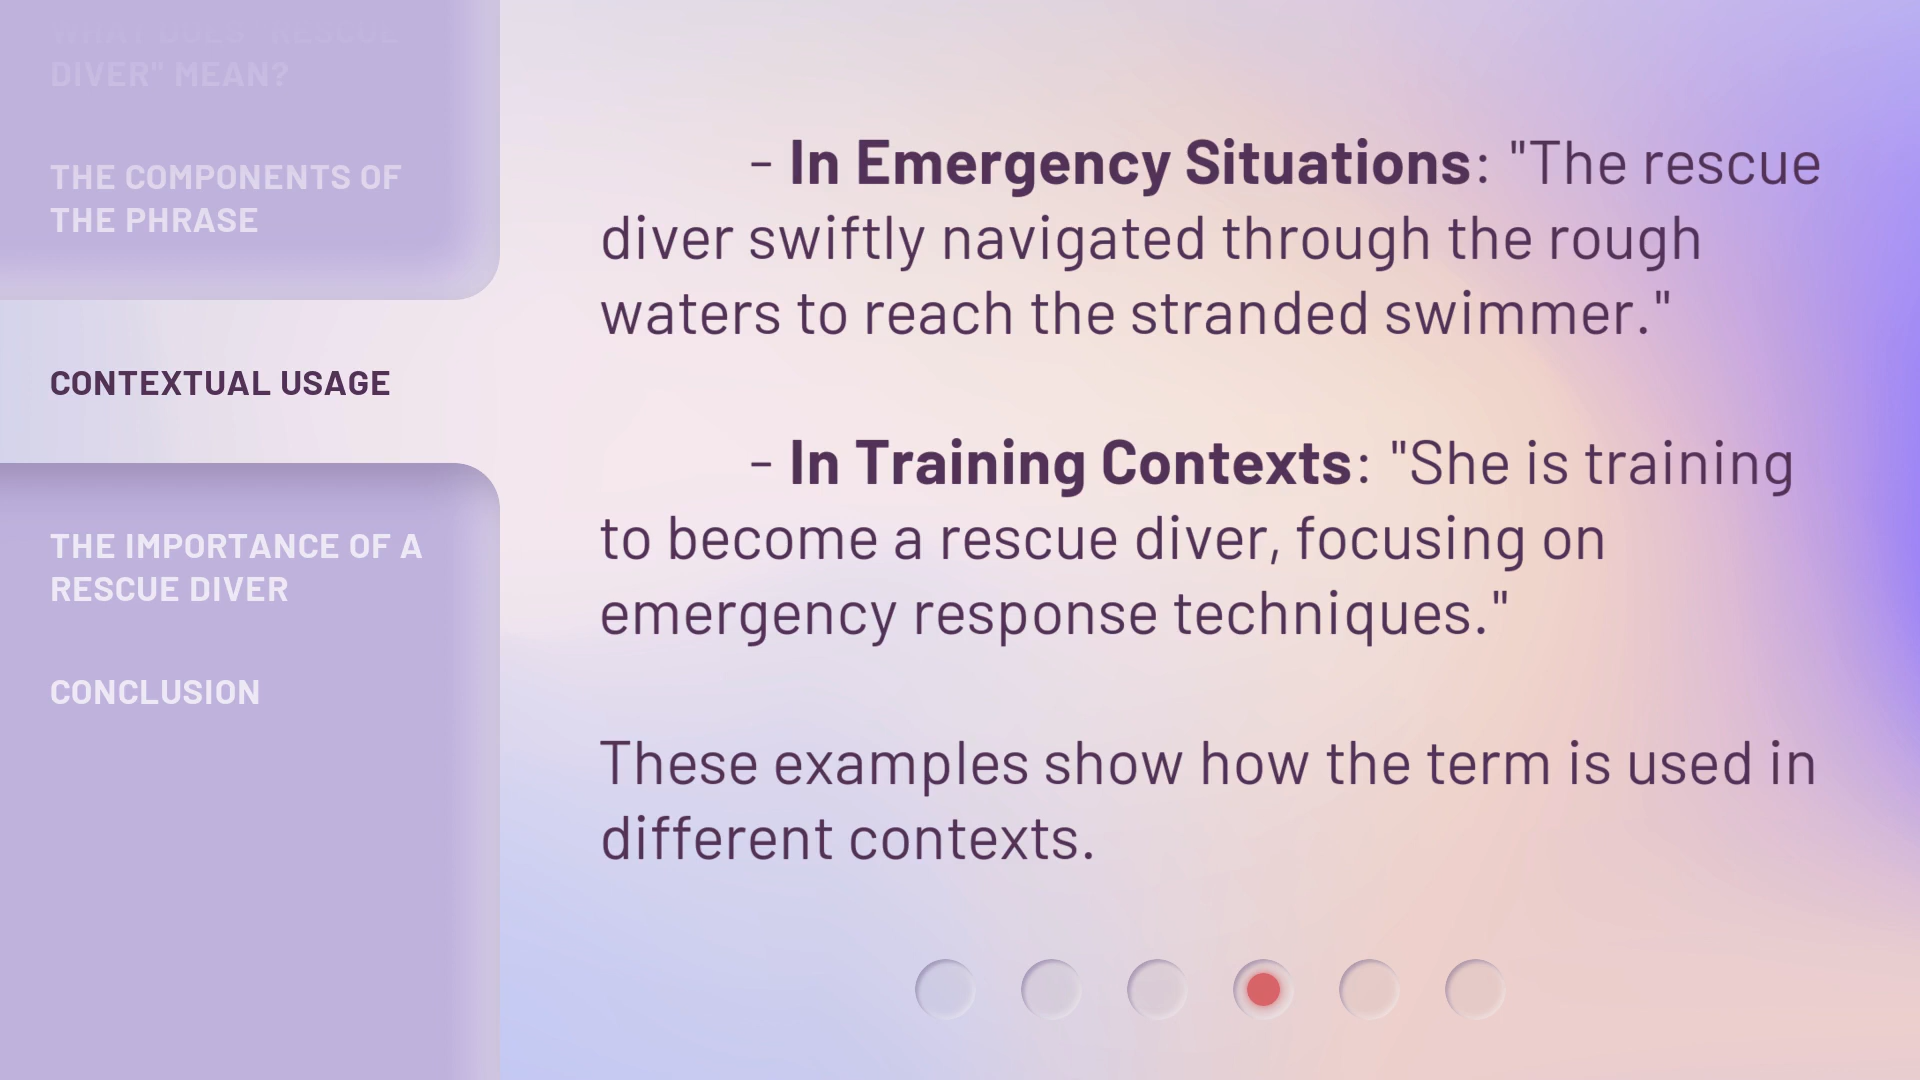 WHAT DOES "RESCUE
DIVER" MEAN?
THE COMPONENTS OF
THE PHRASE
CONTEXTUAL USAGE
THE IMPORTANCE OF A
RESCUE DIVER
CONCLUSION
- In Emergency Situations: "The rescue
diver swiftly navigated through the rough
waters to reach the stranded swimmer."
- In Training Contexts: "She is training
to become a rescue diver, focusing on
emergency response techniques."
These examples show how the term is used in
different contexts.